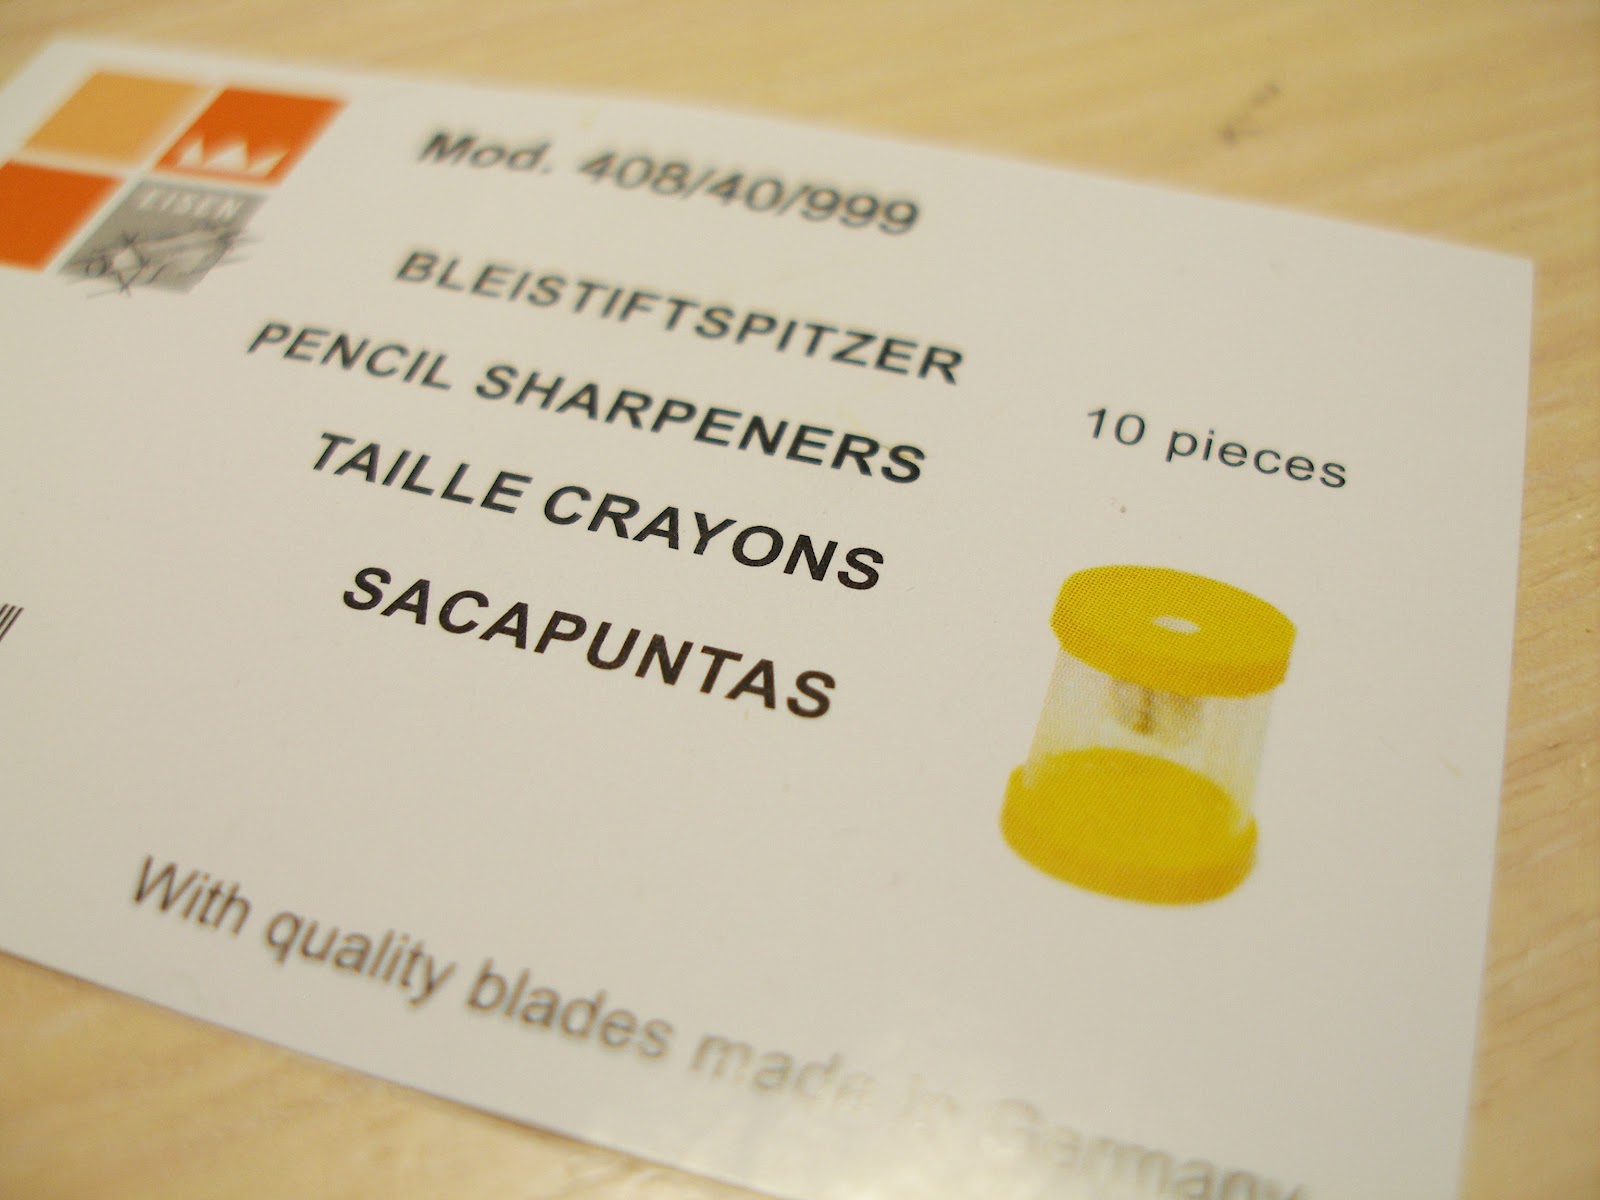 EISEN
Mod. 408/40/999
BLEISTIFTSPITZER
PENCIL SHARPENERS
TAILLE CRAYONS
SACAPUNTAS
10 pieces
With quality blades made in Germany